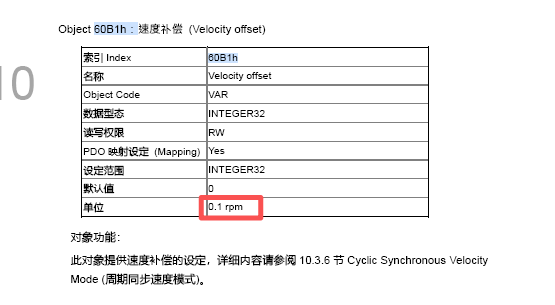 Object 60B1h：速度补偿 (Velocity offset)
索引 Index 60B1h
名称 Velocity offset
Object Code VAR
数据型态 INTEGER32
读写权限 RW
PDO 映射设定 (Mapping) Yes
设定范围 INTEGER32
默认值 0
单位 0.1 rpm
10
对象功能：
此对象提供速度补偿的设定，详细内容请参阅 10.3.6 节 Cyclic Synchronous Velocity
Mode (周期同步速度模式)。